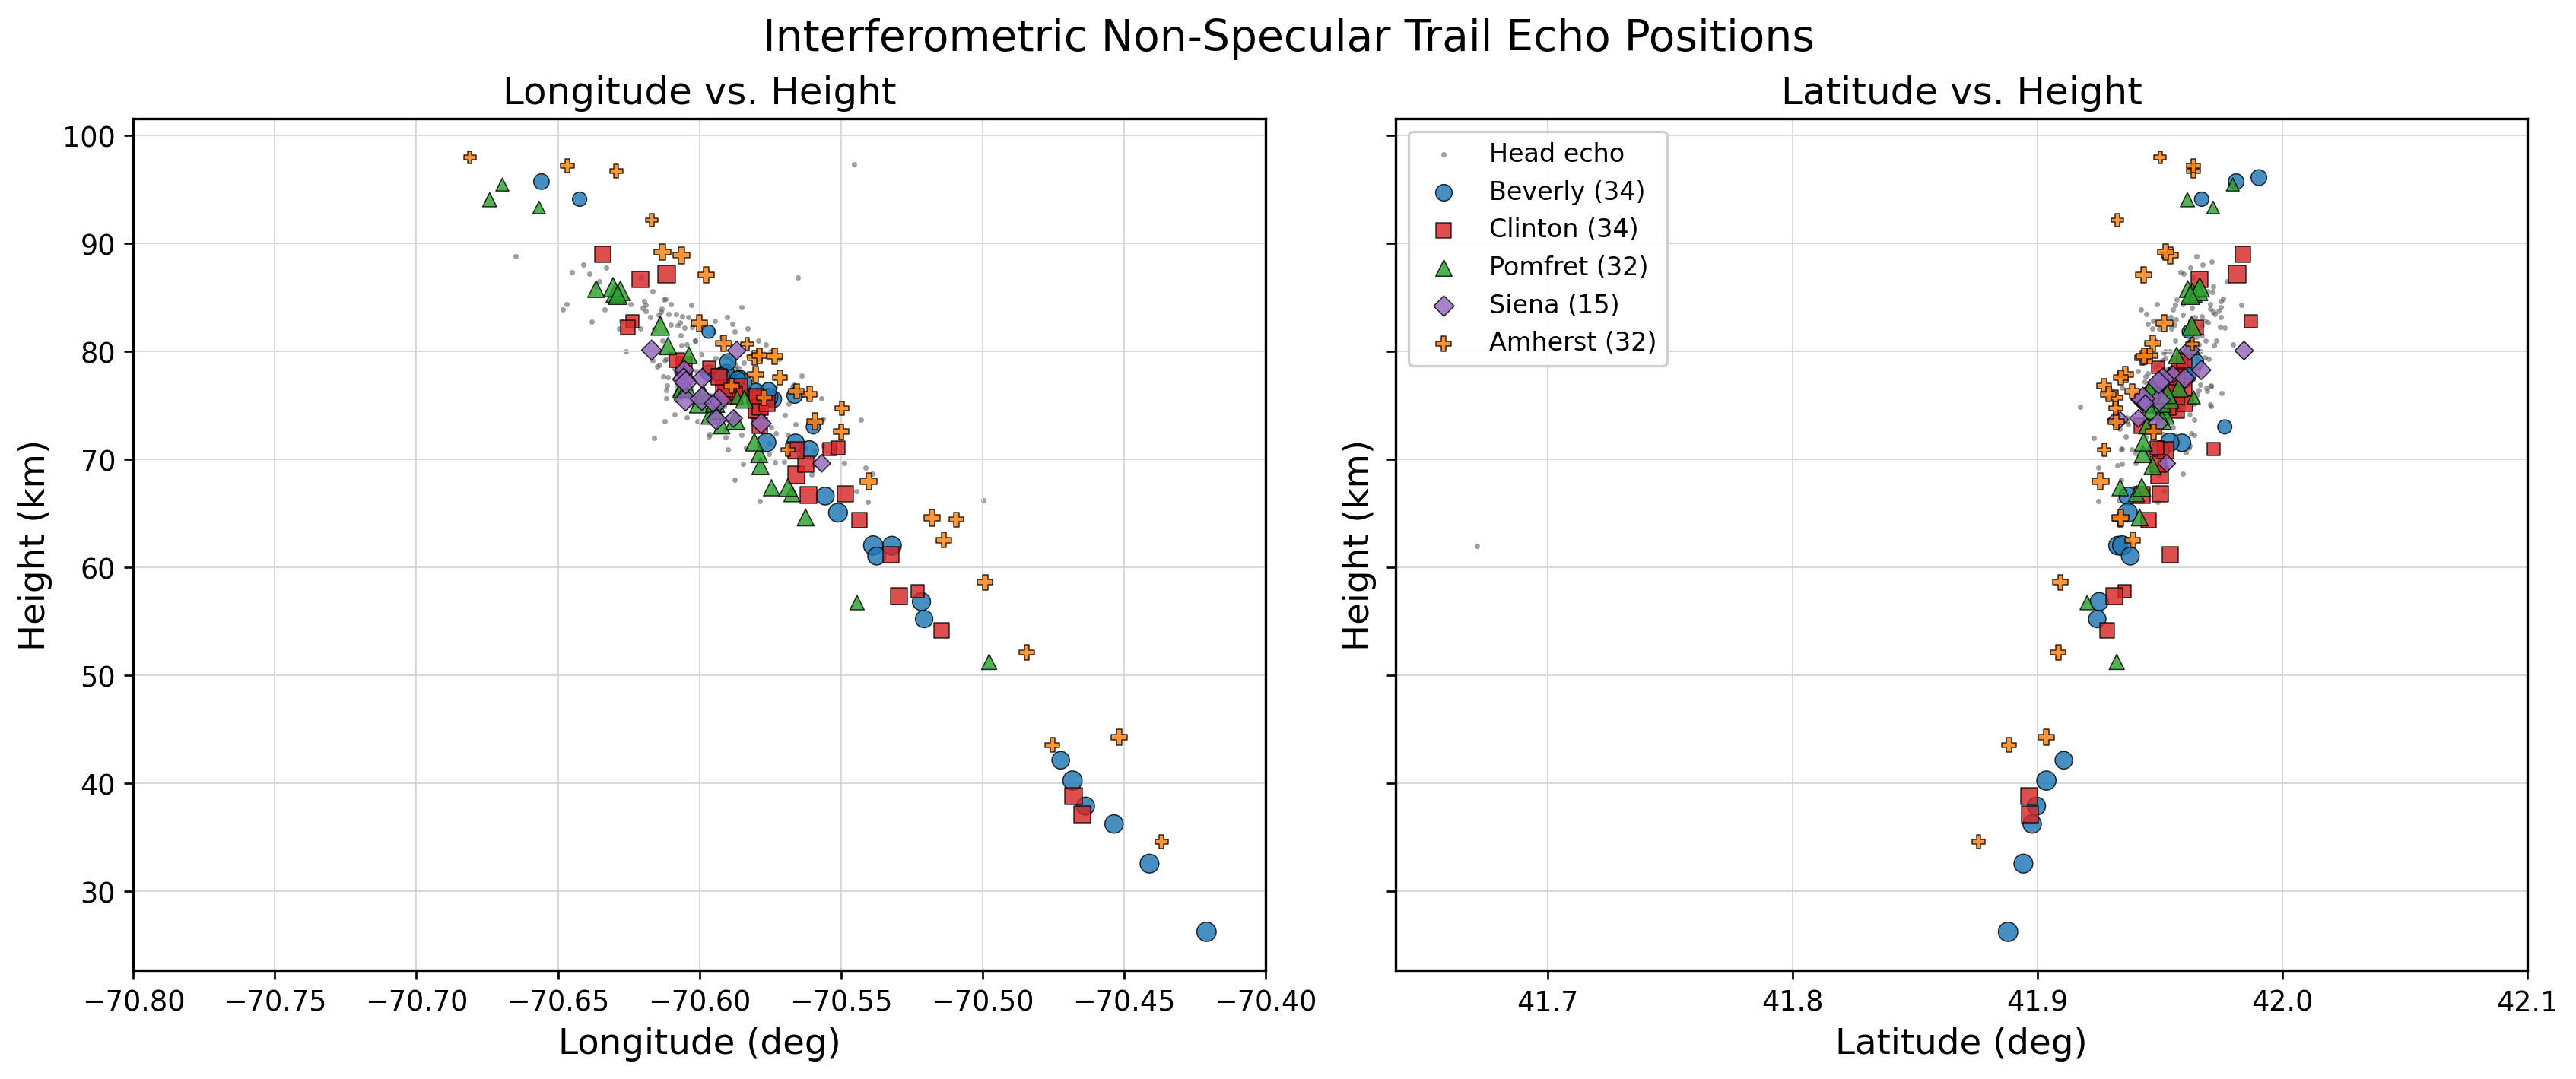 Interferometric Non-Specular Trail Echo Positions
Longitude vs. Height
Height (km)
100
90
80
70
60
50
40
30
−70.80 −70.75 −70.70 −70.65 −70.60 −70.55 −70.50 −70.45 −70.40
Longitude (deg)
Latitude vs. Height
Head echo
Beverly (34)
Clinton (34)
Pomfret (32)
Siena (15)
Amherst (32)
Height (km)
41.7 41.8 41.9 42.0 42.1
Latitude (deg)